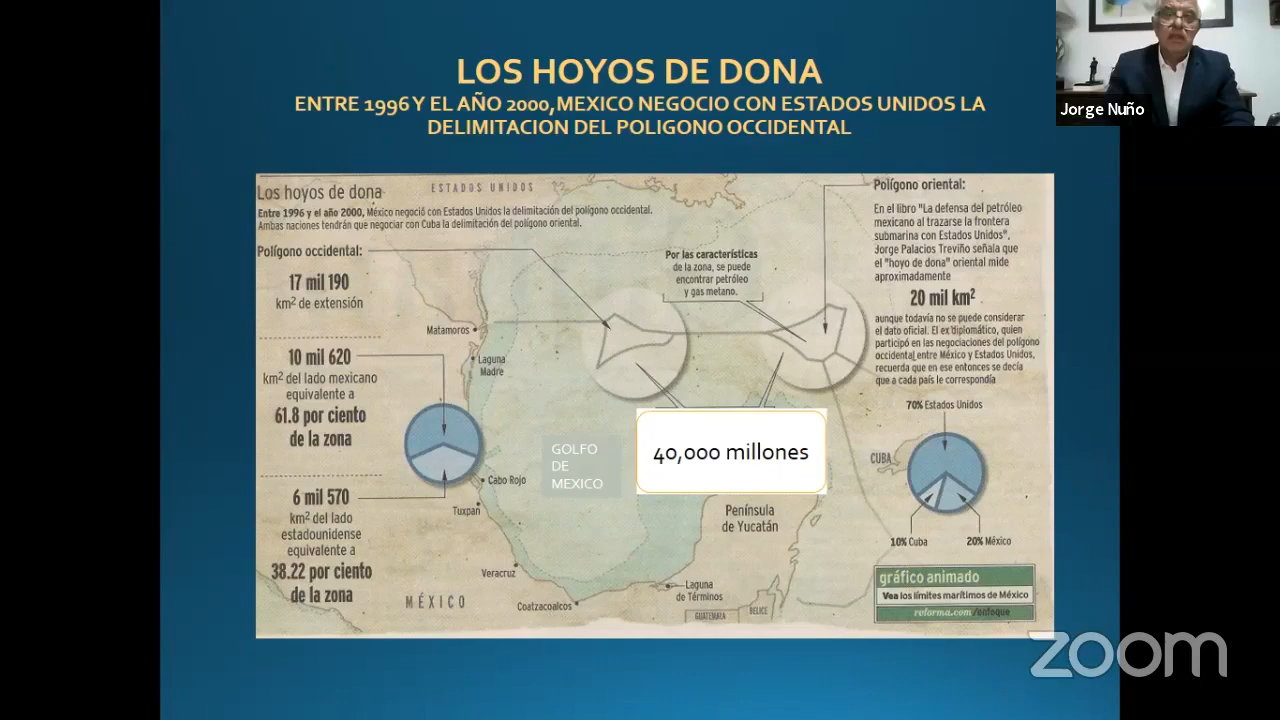 LOS HOYOS DE DONA
ENTRE 1996 Y EL AÑO 2000, MEXICO NEGOCIO CON ESTADOS UNIDOS LA
DELIMITACION DEL POLIGONO OCCIDENTAL
Jorge Nuño
Los hoyos de dona
ESTADOS UNIDOS
Entre 1996 y el año 2000, México negoció con Estados Unidos la delimitación del polígono occidental.
Ambas naciones tendrán que negociar con Cuba la delimitación del polígono oriental.
Polígono occidental:
17 mil 190
km² de extensión
Matamoros
Laguna
Madre
10 mil 620
km² del lado mexicano
equivalente a
61.8 por ciento
de la zona
6 mil 570
km² del lado
estadounidense
equivalente a
38.22 por ciento
de la zona
Por las características
de la zona, se puede
encontrar petróleo
y gas metano.
GOLFO
DE
MEXICO
40,000 millones
Cabo Rojo
Tuxpan
Veracruz
Coatzacoalcos
MÉXICO
Península
de Yucatán
Laguna
de Términos
GUATEMALA
BELICE
CUBA
Polígono oriental:
En el libro "La defensa del petróleo
mexicano al trazarse la frontera
submarina con Estados Unidos",
Jorge Palacios Treviño señala que
el "hoyo de dona" oriental mide
aproximadamente
20 mil km²
aunque todavía no se puede considerar
el dato oficial. El ex diplomático, quien
participó en las negociaciones del polígono
occidental entre México y Estados Unidos,
recuerda que en ese entonces se decía
que a cada país le correspondía
70% Estados Unidos
10% Cuba
20% México
gráfico animado
Vea los límites marítimos de México
reforma.com/enfoque
zoom